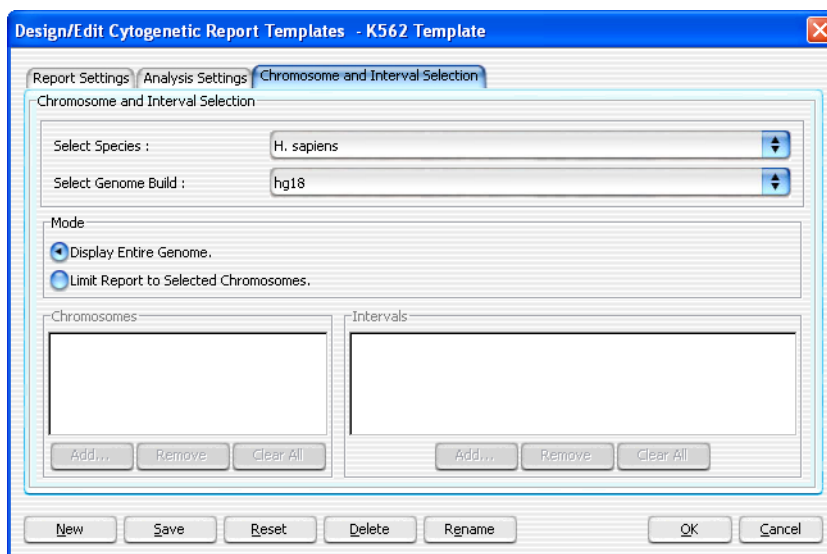 Design/Edit Cytogenetic Report Templates - K562 Template
Report Settings Analysis Settings Chromosome and Interval Selection
Chromosome and Interval Selection
Select Species : H. sapiens
Select Genome Build : hg18
Mode
Display Entire Genome.
Limit Report to Selected Chromosomes.
Chromosomes Intervals
Add... Remove Clear All Add... Remove Clear All
New Save Reset Delete Rename OK Cancel